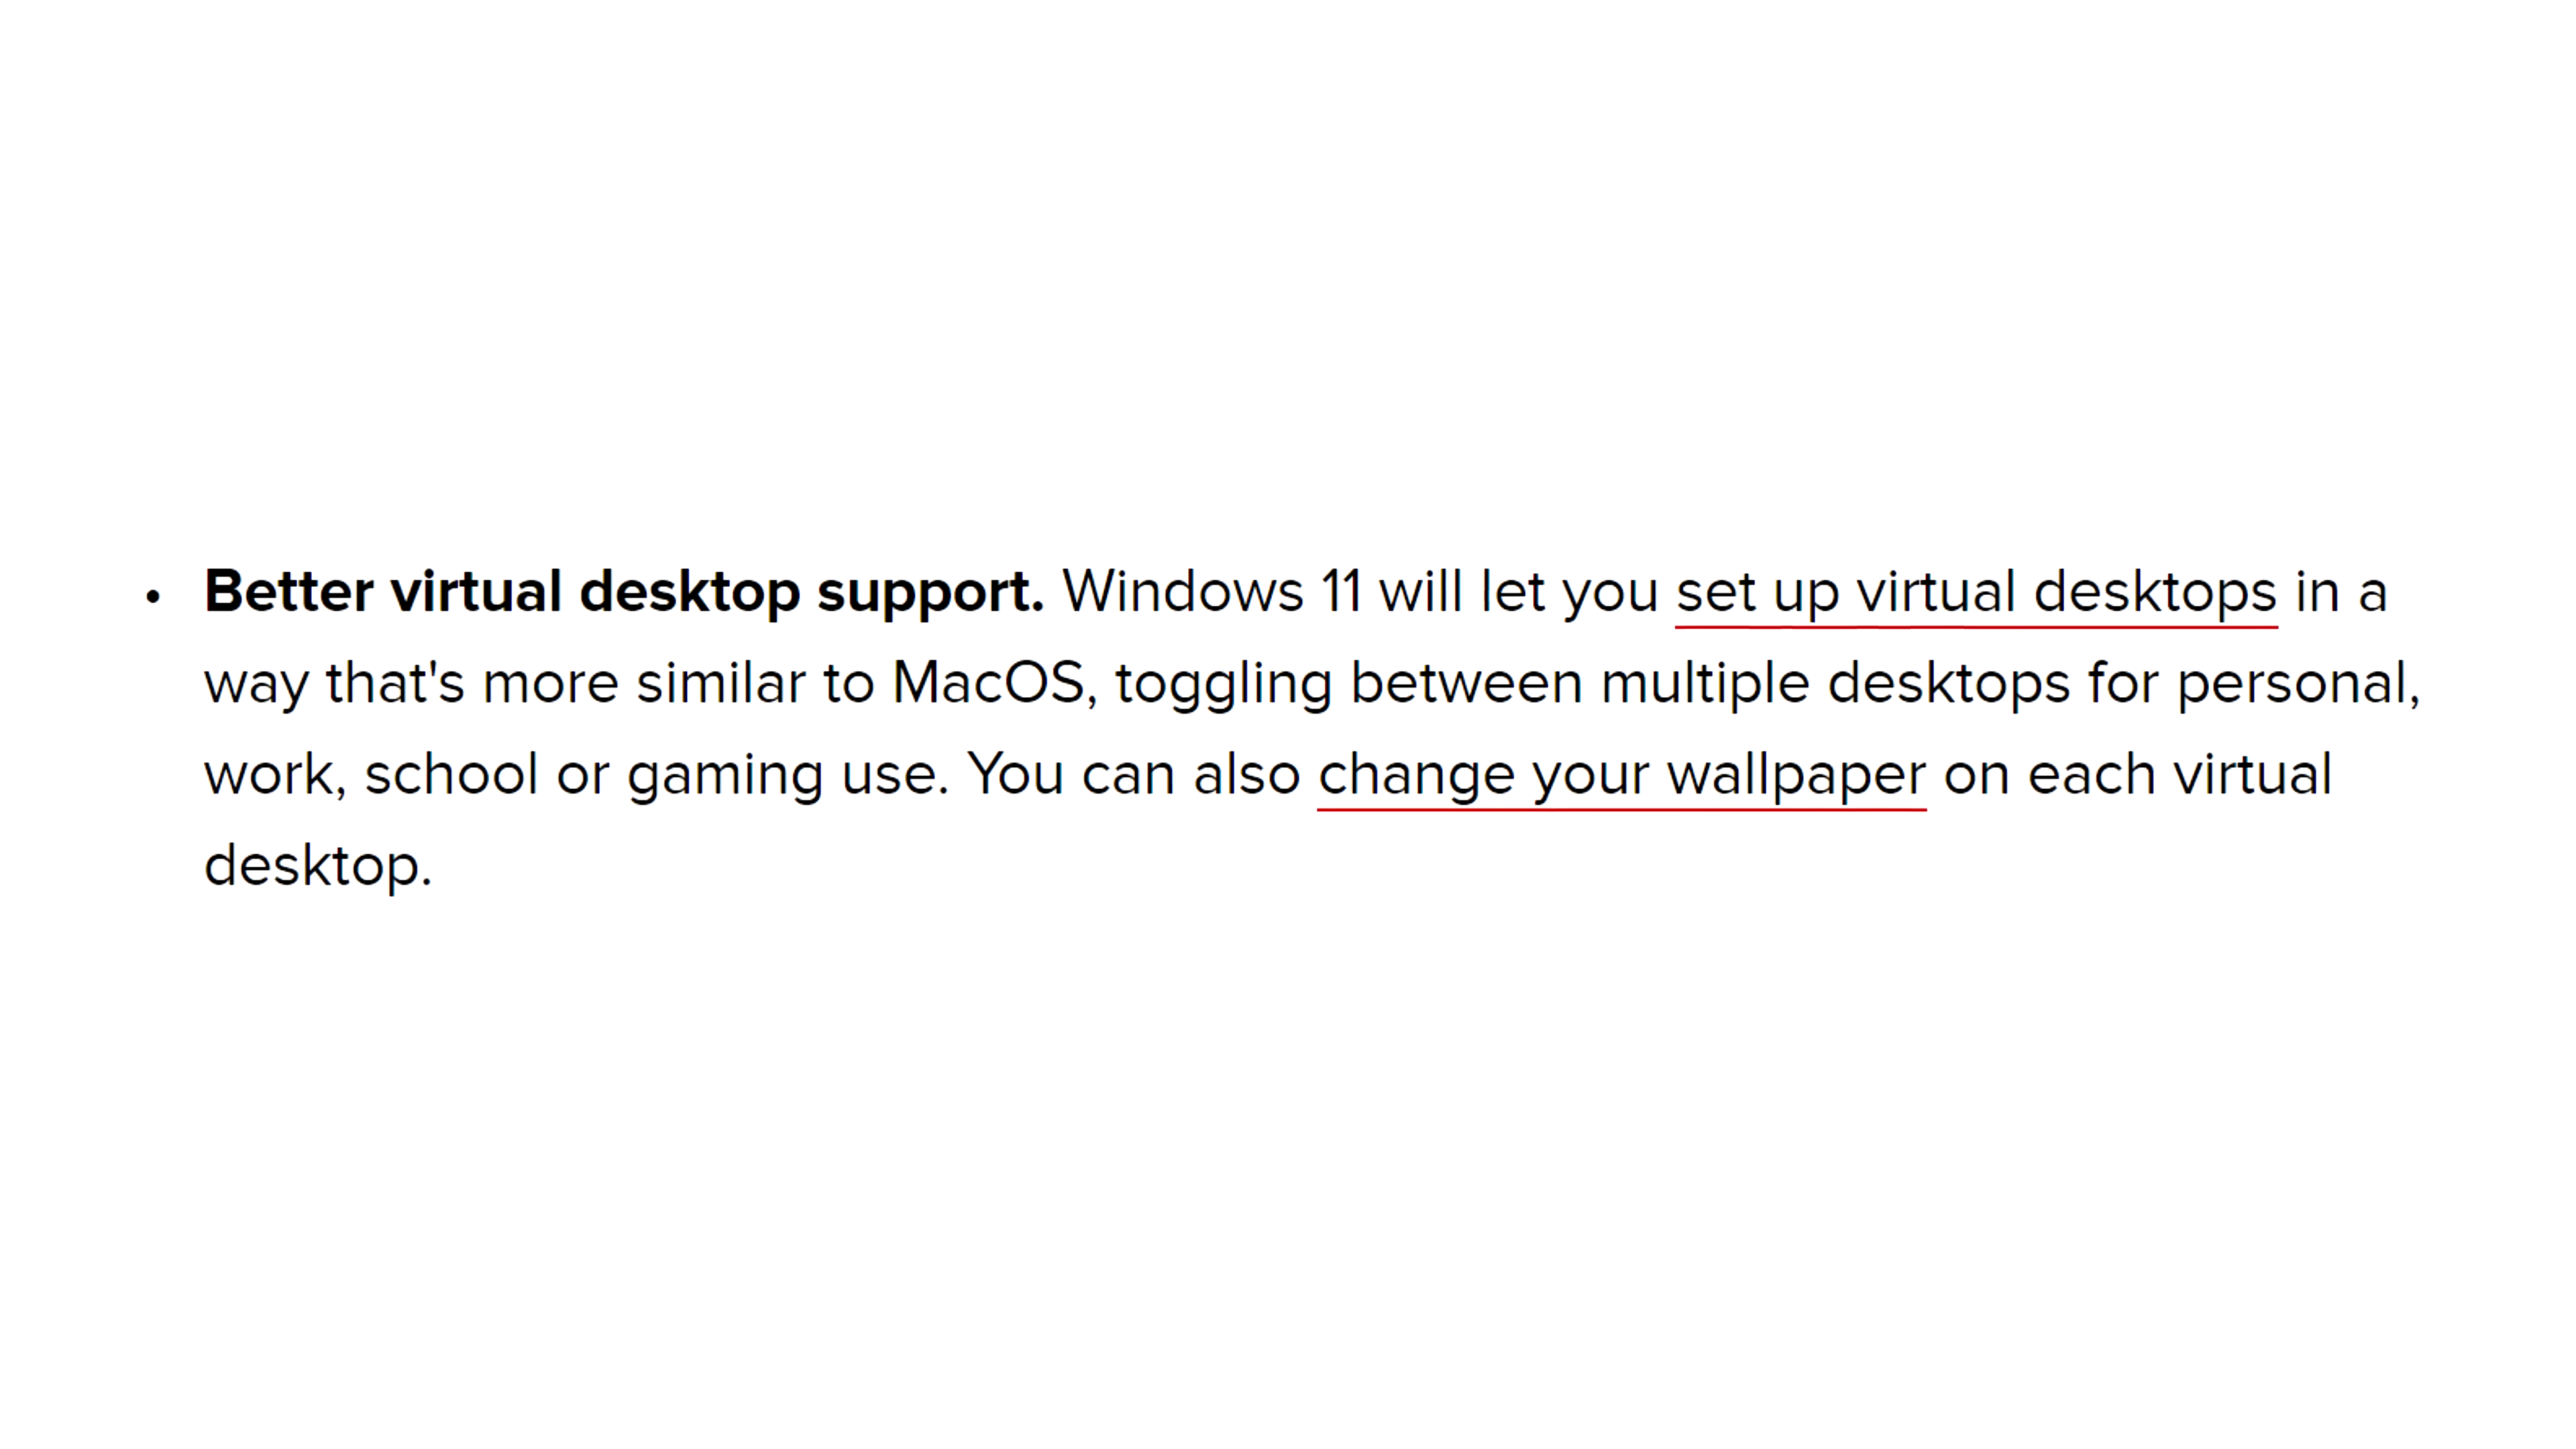 • Better virtual desktop support. Windows 11 will let you set up virtual desktops in a
way that's more similar to MacOS, toggling between multiple desktops for personal,
work, school or gaming use. You can also change your wallpaper on each virtual
desktop.